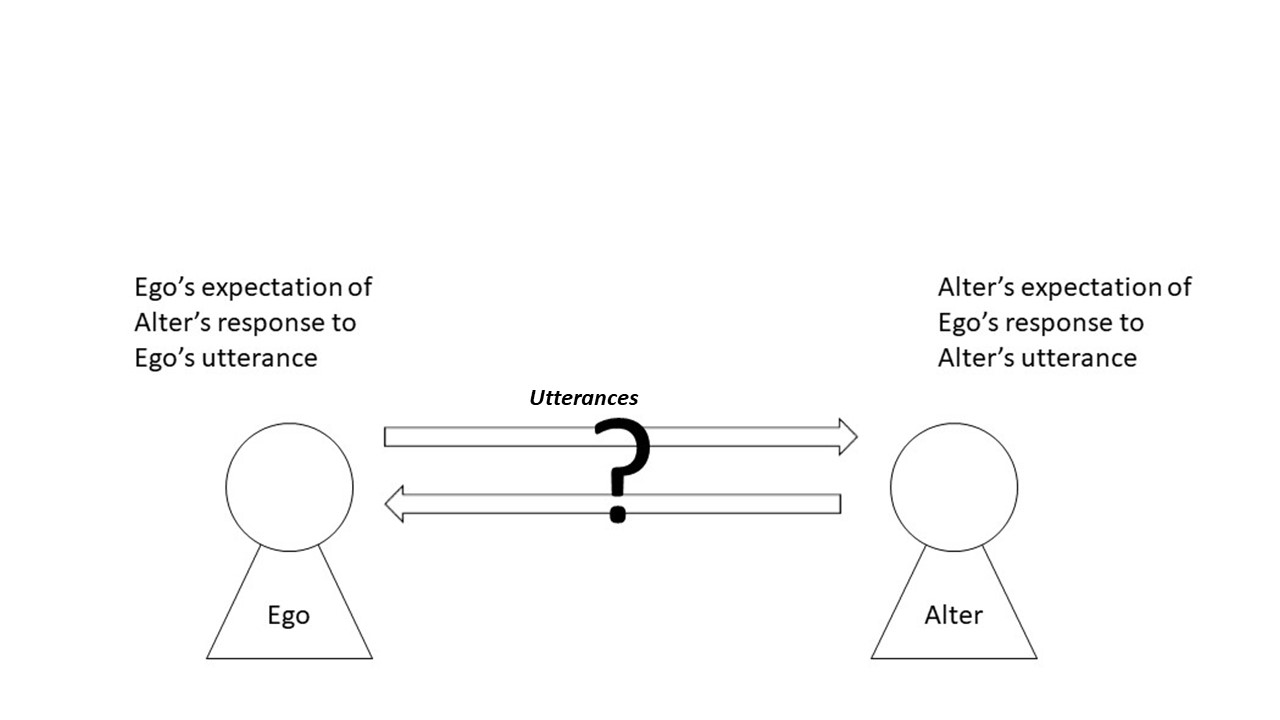 Ego’s expectation of
Alter’s response to
Ego’s utterance
Alter’s expectation of
Ego’s response to
Alter’s utterance
Utterances
?
Ego
Alter